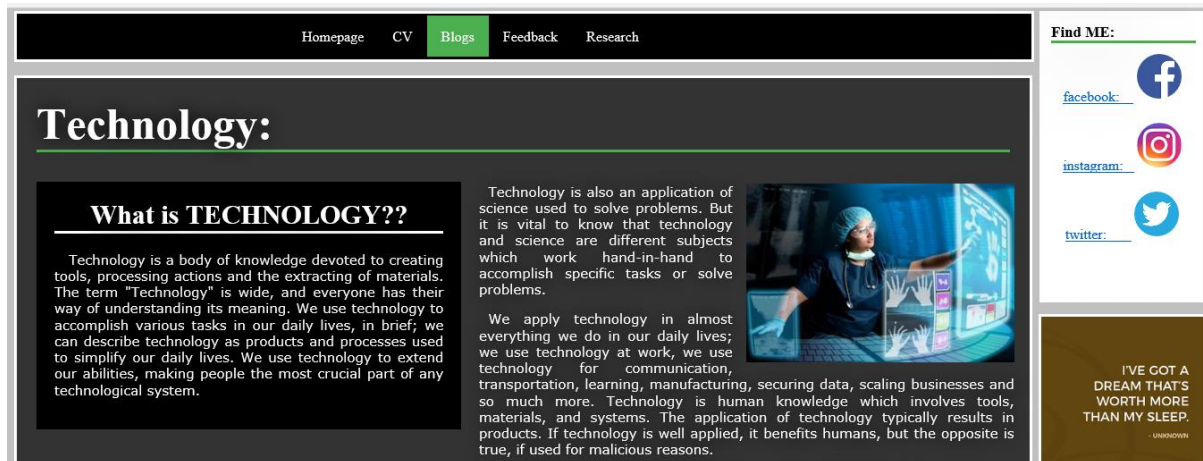 Homepage CV Blogs Feedback Research
Technology:
What is TECHNOLOGY??
Technology is a body of knowledge devoted to creating
tools, processing actions and the extracting of materials.
The term "Technology" is wide, and everyone has their
way of understanding its meaning. We use technology to
accomplish various tasks in our daily lives, in brief; we
can describe technology as products and processes used
to simplify our daily lives. We use technology to extend
our abilities, making people the most crucial part of any
technological system.
Technology is also an application of
science used to solve problems. But
it is vital to know that technology
and science are different subjects
which work hand-in-hand to
accomplish specific tasks or solve
problems.
We apply technology in almost
everything we do in our daily lives;
we use technology at work, we use
technology for communication,
transportation, learning, manufacturing, securing data, scaling businesses and
so much more. Technology is human knowledge which involves tools,
materials, and systems. The application of technology typically results in
products. If technology is well applied, it benefits humans, but the opposite is
true, if used for malicious reasons.
Find ME:
facebook:
instagram:
twitter:
I'VE GOT A
DREAM THAT'S
WORTH MORE
THAN MY SLEEP.
- UNKNOWN